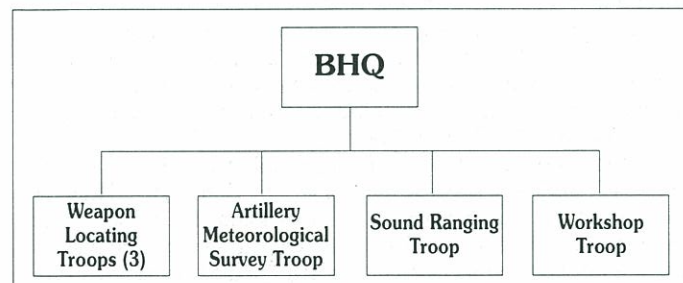 BHQ
Weapon
Locating
Troops (3)
Artillery
Meteorological
Survey Troop
Sound Ranging
Troop
Workshop
Troop